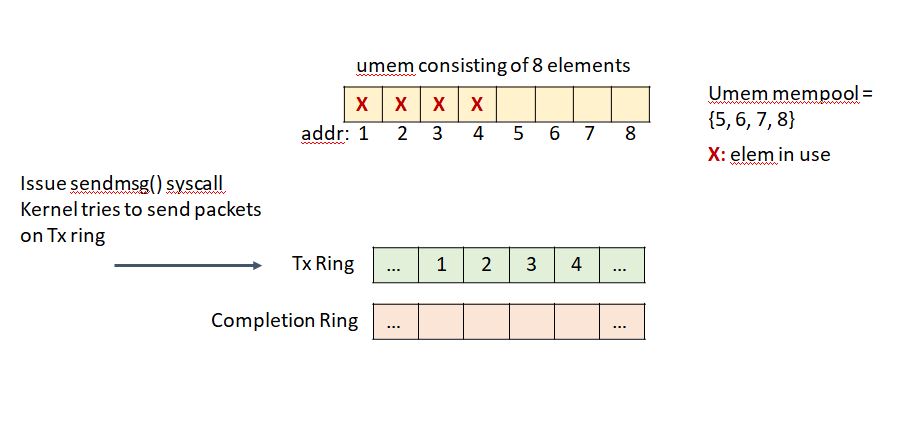 umem consisting of 8 elements
X X X X
addr: 1 2 3 4 5 6 7 8
Umem mempool =
{5, 6, 7, 8}
X: elem in use
Issue sendmsg() syscall
Kernel tries to send packets
on Tx ring
Tx Ring ... 1 2 3 4 ...
Completion Ring ... ...